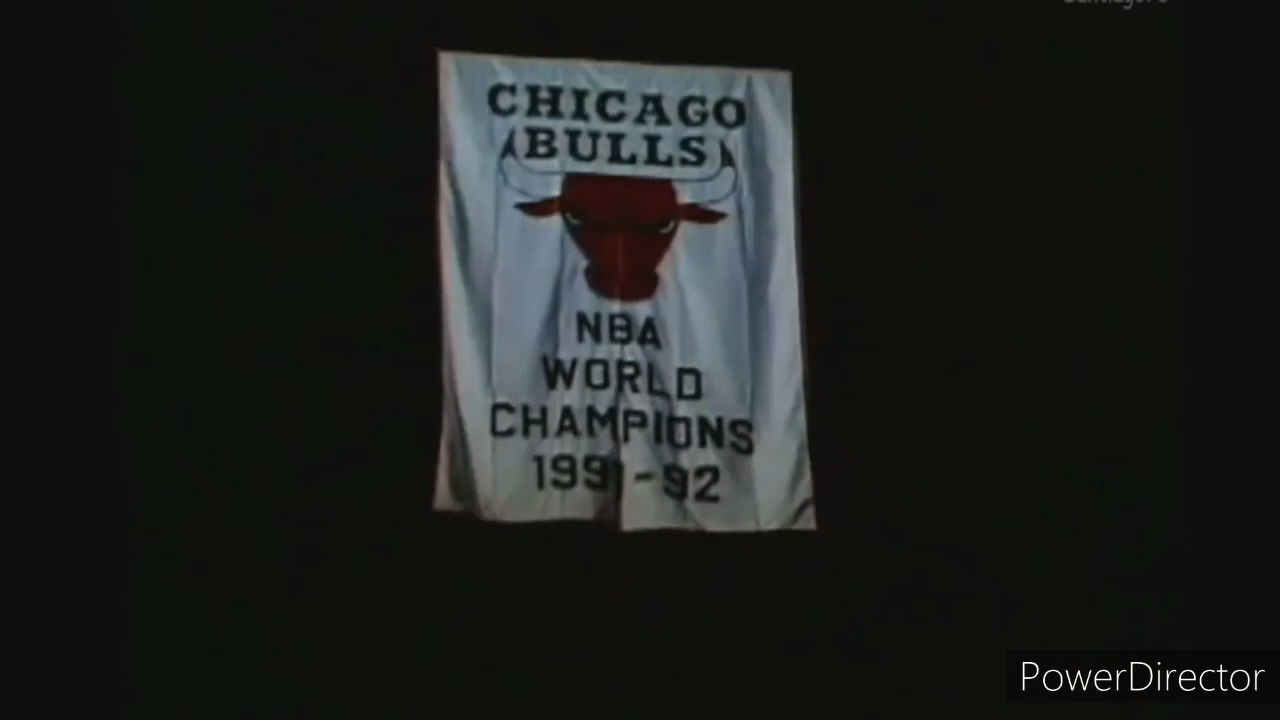 CHICAGO
BULLS
NBA
WORLD
CHAMPIONS
1991-92
PowerDirector